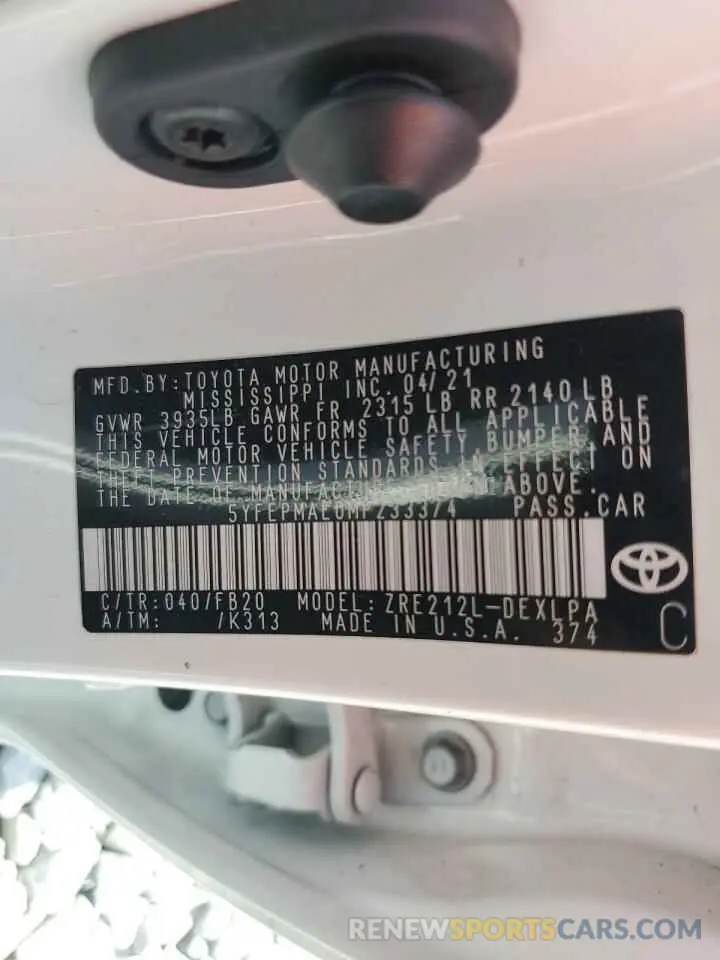 MFD. BY: TOYOTA MOTOR MANUFACTURING
MISSISSIPPI INC. 04/21
GVWR 3935LB GAWR FR 2315 LB RR 2140 LB
THIS VEHICLE CONFORMS TO ALL APPLICABLE
FEDERAL MOTOR VEHICLE SAFETY BUMPER, AND
THEFT PREVENTION STANDARDS IN EFFECT ON
THE DATE OF MANUFACTURE ABOVE.
5YFEPMAE0MP233374 PASS. CAR
C/TR: 040/FB20 MODEL: ZRE212L-DEXLPA
A/TM: /K313 MADE IN U.S.A. 374
C
RENEWSPORTSCARS.COM